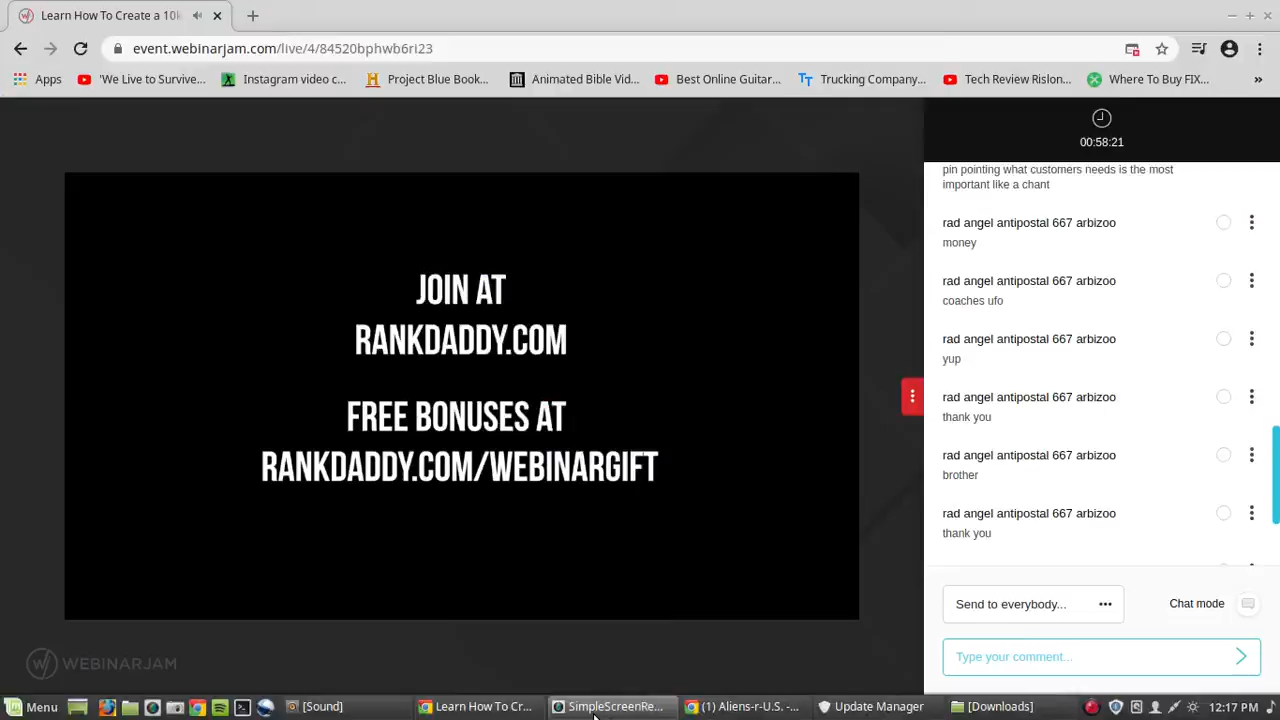 Learn How To Create a 10k
event.webinarjam.com/live/4/84520bphwb6ri23
Apps
'We Live to Survive...
Instagram video c...
Project Blue Book...
Animated Bible Vid...
Best Online Guitar...
Trucking Company...
Tech Review Rislon...
Where To Buy FIX...
»
00:58:21
pin pointing what customers needs is the most
important like a chant
rad angel antipostal 667 arbizoo
money
rad angel antipostal 667 arbizoo
coaches ufo
rad angel antipostal 667 arbizoo
yup
rad angel antipostal 667 arbizoo
thank you
rad angel antipostal 667 arbizoo
brother
rad angel antipostal 667 arbizoo
thank you
JOIN AT
RANKDADDY.COM
FREE BONUSES AT
RANKDADDY.COM/WEBINARGIFT
Send to everybody...
Chat mode
Type your comment...
WEBINARJAM
Menu
[Sound]
Learn How To Cr...
SimpleScreenRe...
(1) Aliens-r-U.S. -...
Update Manager
[Downloads]
12:17 PM